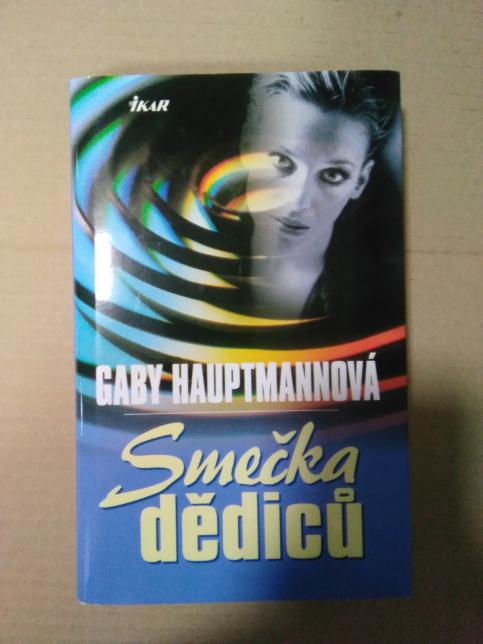 IKAR
GABY HAUPTMANNOVÁ
Smečka
dědiců